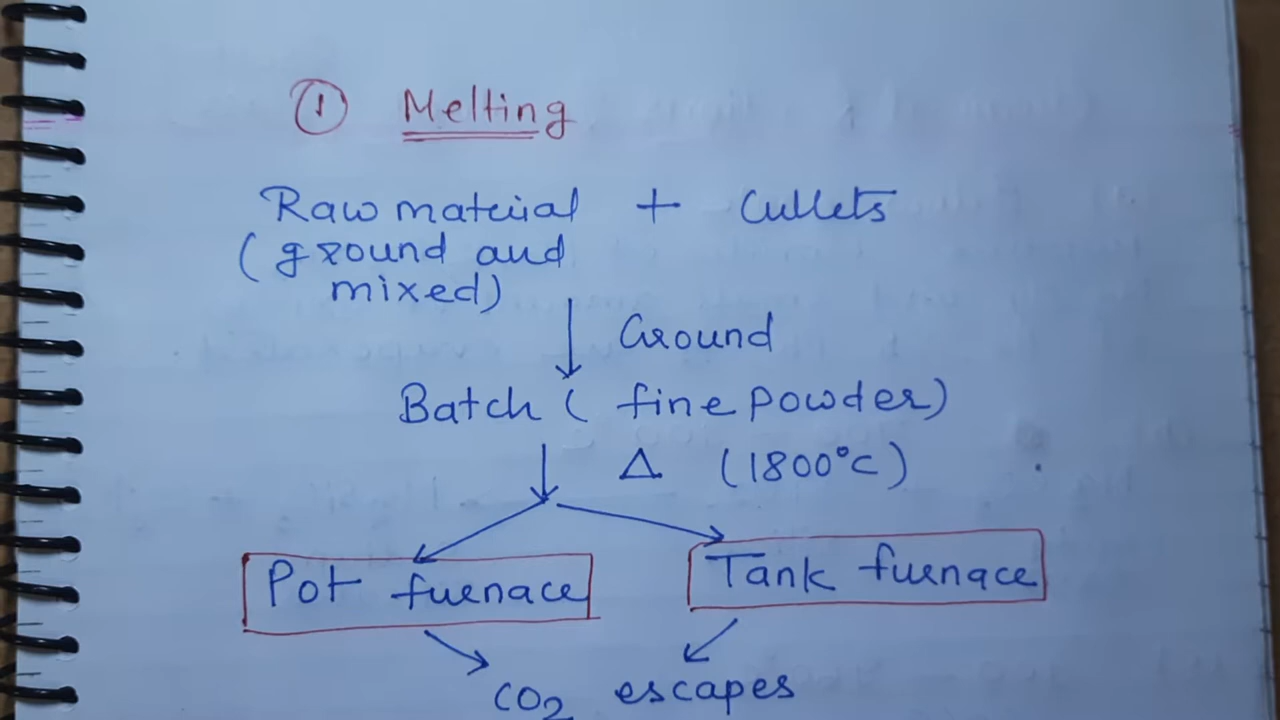 ① Melting
Raw material + Cullets
(ground and
mixed)
Ground
Batch ( fine powder)
Δ (1800°C)
Pot furnace
Tank furnace
CO₂ escapes